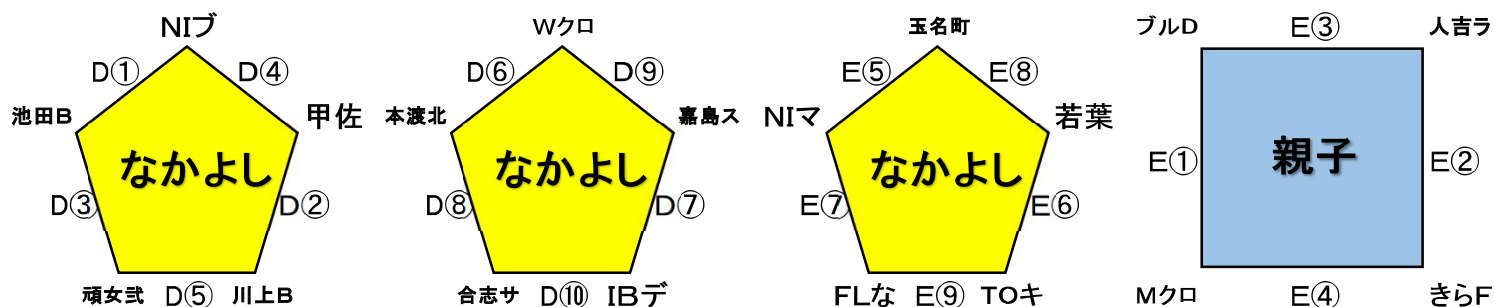 NIブ Wクロ 玉名町 ブルD E③ 人吉ラ
D① D④ D⑥ D⑨ E⑤ E⑧
池田B 甲佐 本渡北 嘉島ス NIマ 若葉
なかよし なかよし なかよし E① 親子 E②
D③ D② D⑧ D⑦ E⑦ E⑥
頑女弐 D⑤ 川上B 合志サ D⑩ IBデ FLな E⑨ TOキ Mクロ E④ きらF